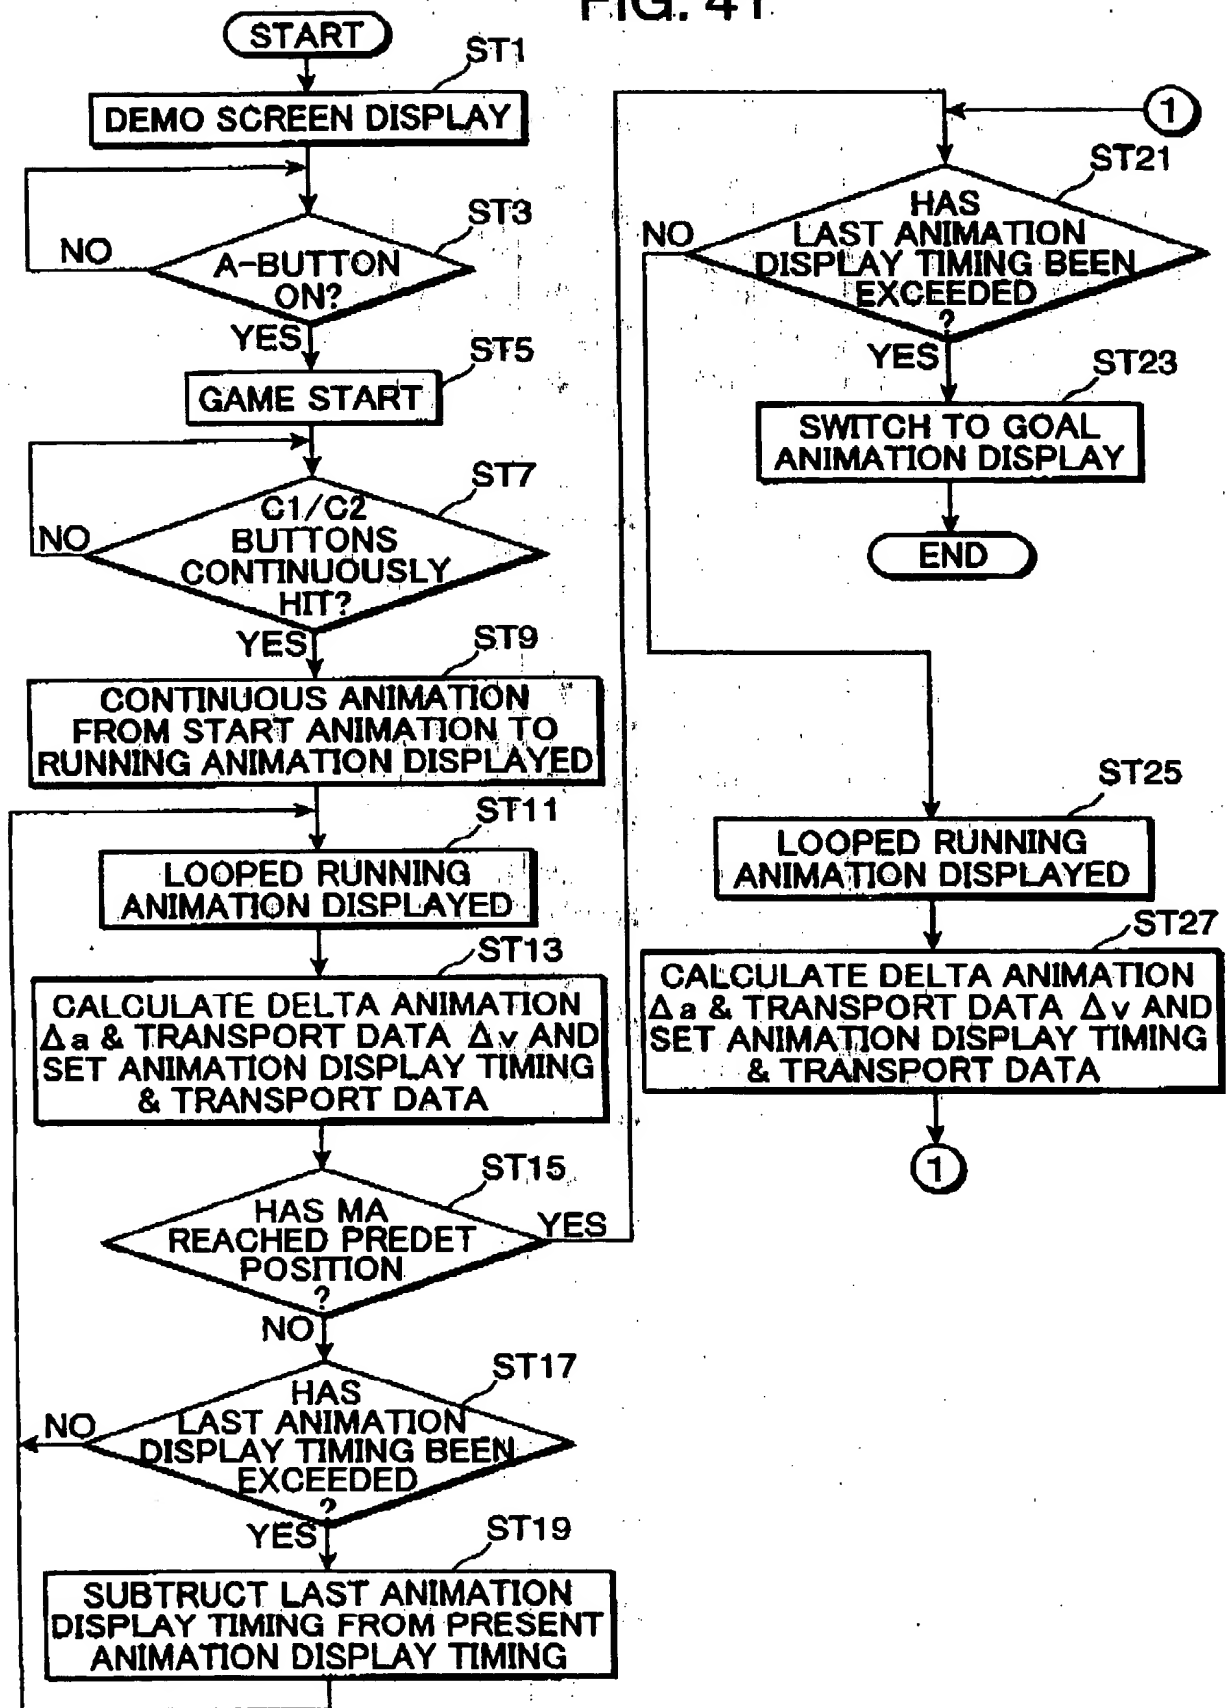 FIG. 41
START
ST1
DEMO SCREEN DISPLAY
ST3
NO
A-BUTTON
ON?
YES
ST5
GAME START
ST7
C1/C2
BUTTONS
CONTINUOUSLY
HIT?
NO
YES
ST9
CONTINUOUS ANIMATION
FROM START ANIMATION TO
RUNNING ANIMATION DISPLAYED
ST11
LOOPED RUNNING
ANIMATION DISPLAYED
ST13
CALCULATE DELTA ANIMATION
Δa & TRANSPORT DATA Δv AND
SET ANIMATION DISPLAY TIMING
& TRANSPORT DATA
ST15
HAS MA
REACHED PREDET
POSITION
?
YES
NO
ST17
HAS
LAST ANIMATION
DISPLAY TIMING BEEN
EXCEEDED
?
NO
YES
ST19
SUBTRUCT LAST ANIMATION
DISPLAY TIMING FROM PRESENT
ANIMATION DISPLAY TIMING
1
ST21
HAS
LAST ANIMATION
DISPLAY TIMING BEEN
EXCEEDED
?
NO
YES
ST23
SWITCH TO GOAL
ANIMATION DISPLAY
END
ST25
LOOPED RUNNING
ANIMATION DISPLAYED
ST27
CALCULATE DELTA ANIMATION
Δa & TRANSPORT DATA Δv AND
SET ANIMATION DISPLAY TIMING
& TRANSPORT DATA
1